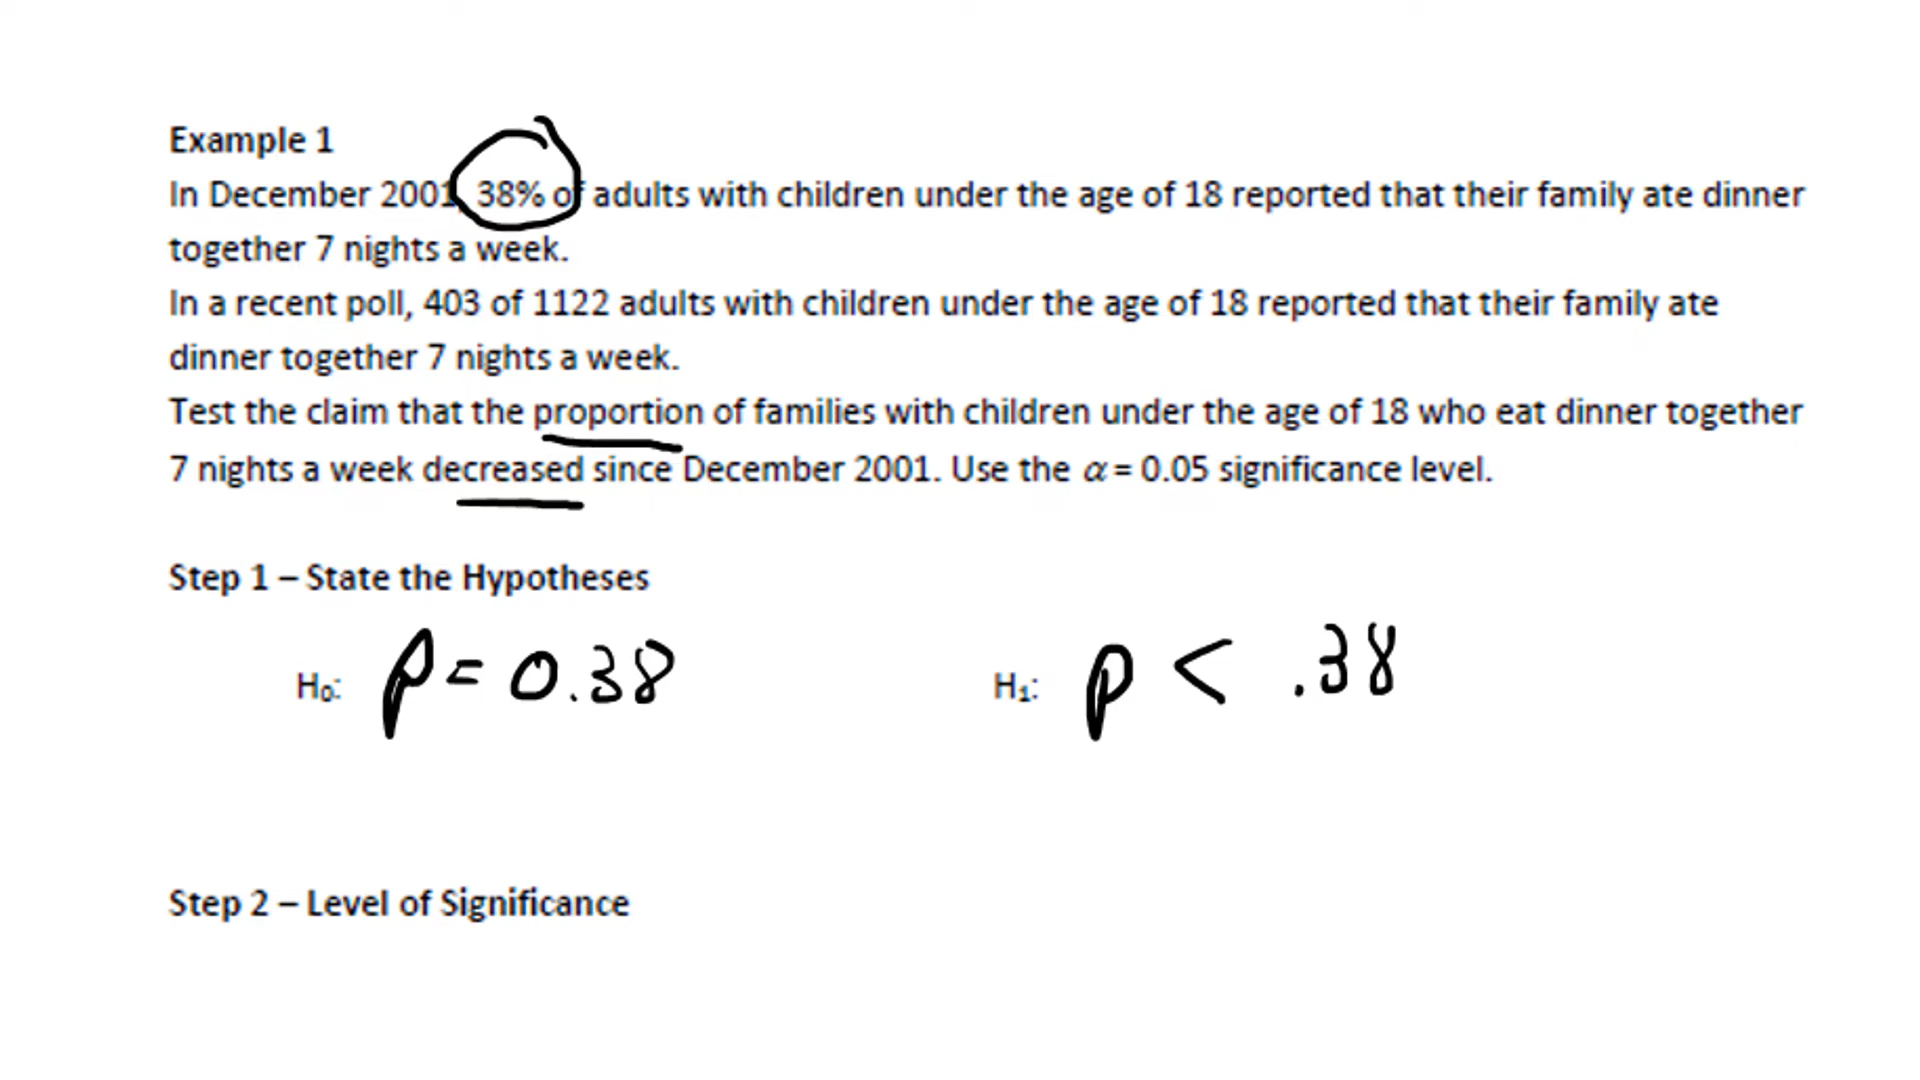 Example 1
In December 2001, 38% of adults with children under the age of 18 reported that their family ate dinner
together 7 nights a week.
In a recent poll, 403 of 1122 adults with children under the age of 18 reported that their family ate
dinner together 7 nights a week.
Test the claim that the proportion of families with children under the age of 18 who eat dinner together
7 nights a week decreased since December 2001. Use the α = 0.05 significance level.
Step 1 – State the Hypotheses
H₀: p = 0.38 H₁: p < .38
Step 2 – Level of Significance